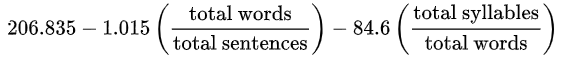 206.835 − 1.015 (total words / total sentences) − 84.6 (total syllables / total words)